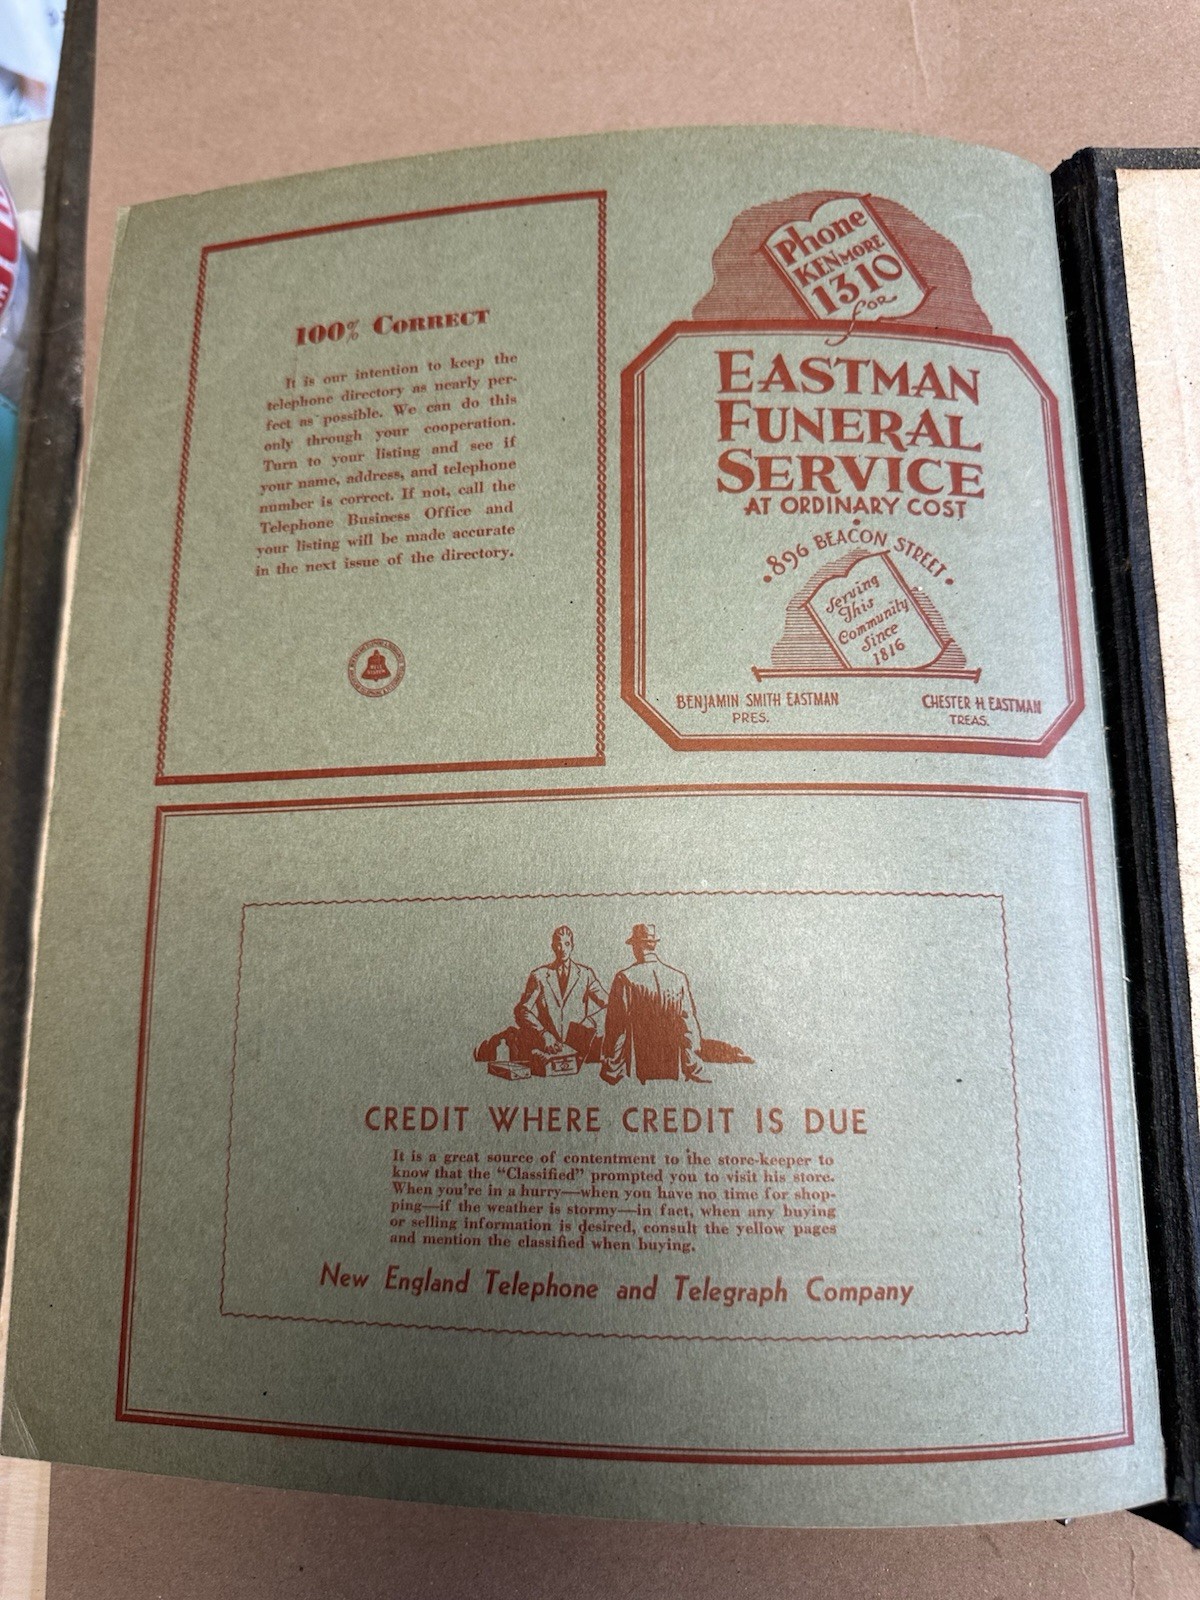 100% CORRECT
It is our intention to keep the
telephone directory as nearly per-
fect as possible. We can do this
only through your cooperation.
Turn to your listing and see if
your name, address, and telephone
number is correct. If not, call the
Telephone Business Office and
your listing will be made accurate
in the next issue of the directory.
BELL
SYSTEM
Phone
KENMORE
1310
for
EASTMAN
FUNERAL
SERVICE
AT ORDINARY COST
896 BEACON STREET
Serving
This
Community
Since
1816
BENJAMIN SMITH EASTMAN
PRES.
CHESTER H. EASTMAN
TREAS.
CREDIT WHERE CREDIT IS DUE
It is a great source of contentment to the store-keeper to
know that the “Classified” prompted you to visit his store.
When you're in a hurry—when you have no time for shop-
ping—if the weather is stormy—in fact, when any buying
or selling information is desired, consult the yellow pages
and mention the classified when buying.
New England Telephone and Telegraph Company